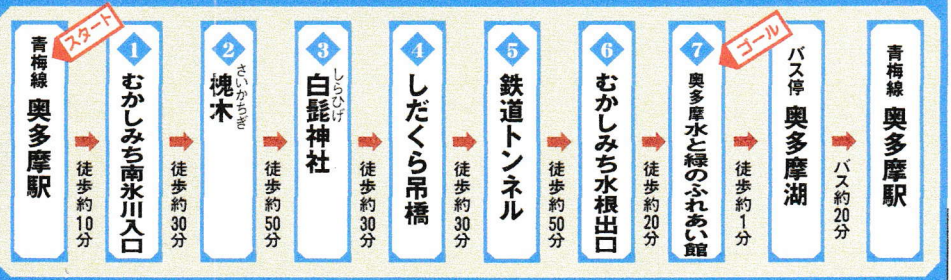 スタート
青梅線 奥多摩駅
徒歩約10分
1
むかしみち南氷川入口
徒歩約30分
2
槐木
さいかちぎ
徒歩約50分
3
白髭神社
しらひげ
徒歩約30分
4
しだくら吊橋
徒歩約30分
5
鉄道トンネル
徒歩約50分
6
むかしみち水根出口
徒歩約20分
7
奥多摩水と緑のふれあい館
ゴール
徒歩約1分
バス停 奥多摩湖
バス約20分
青梅線 奥多摩駅